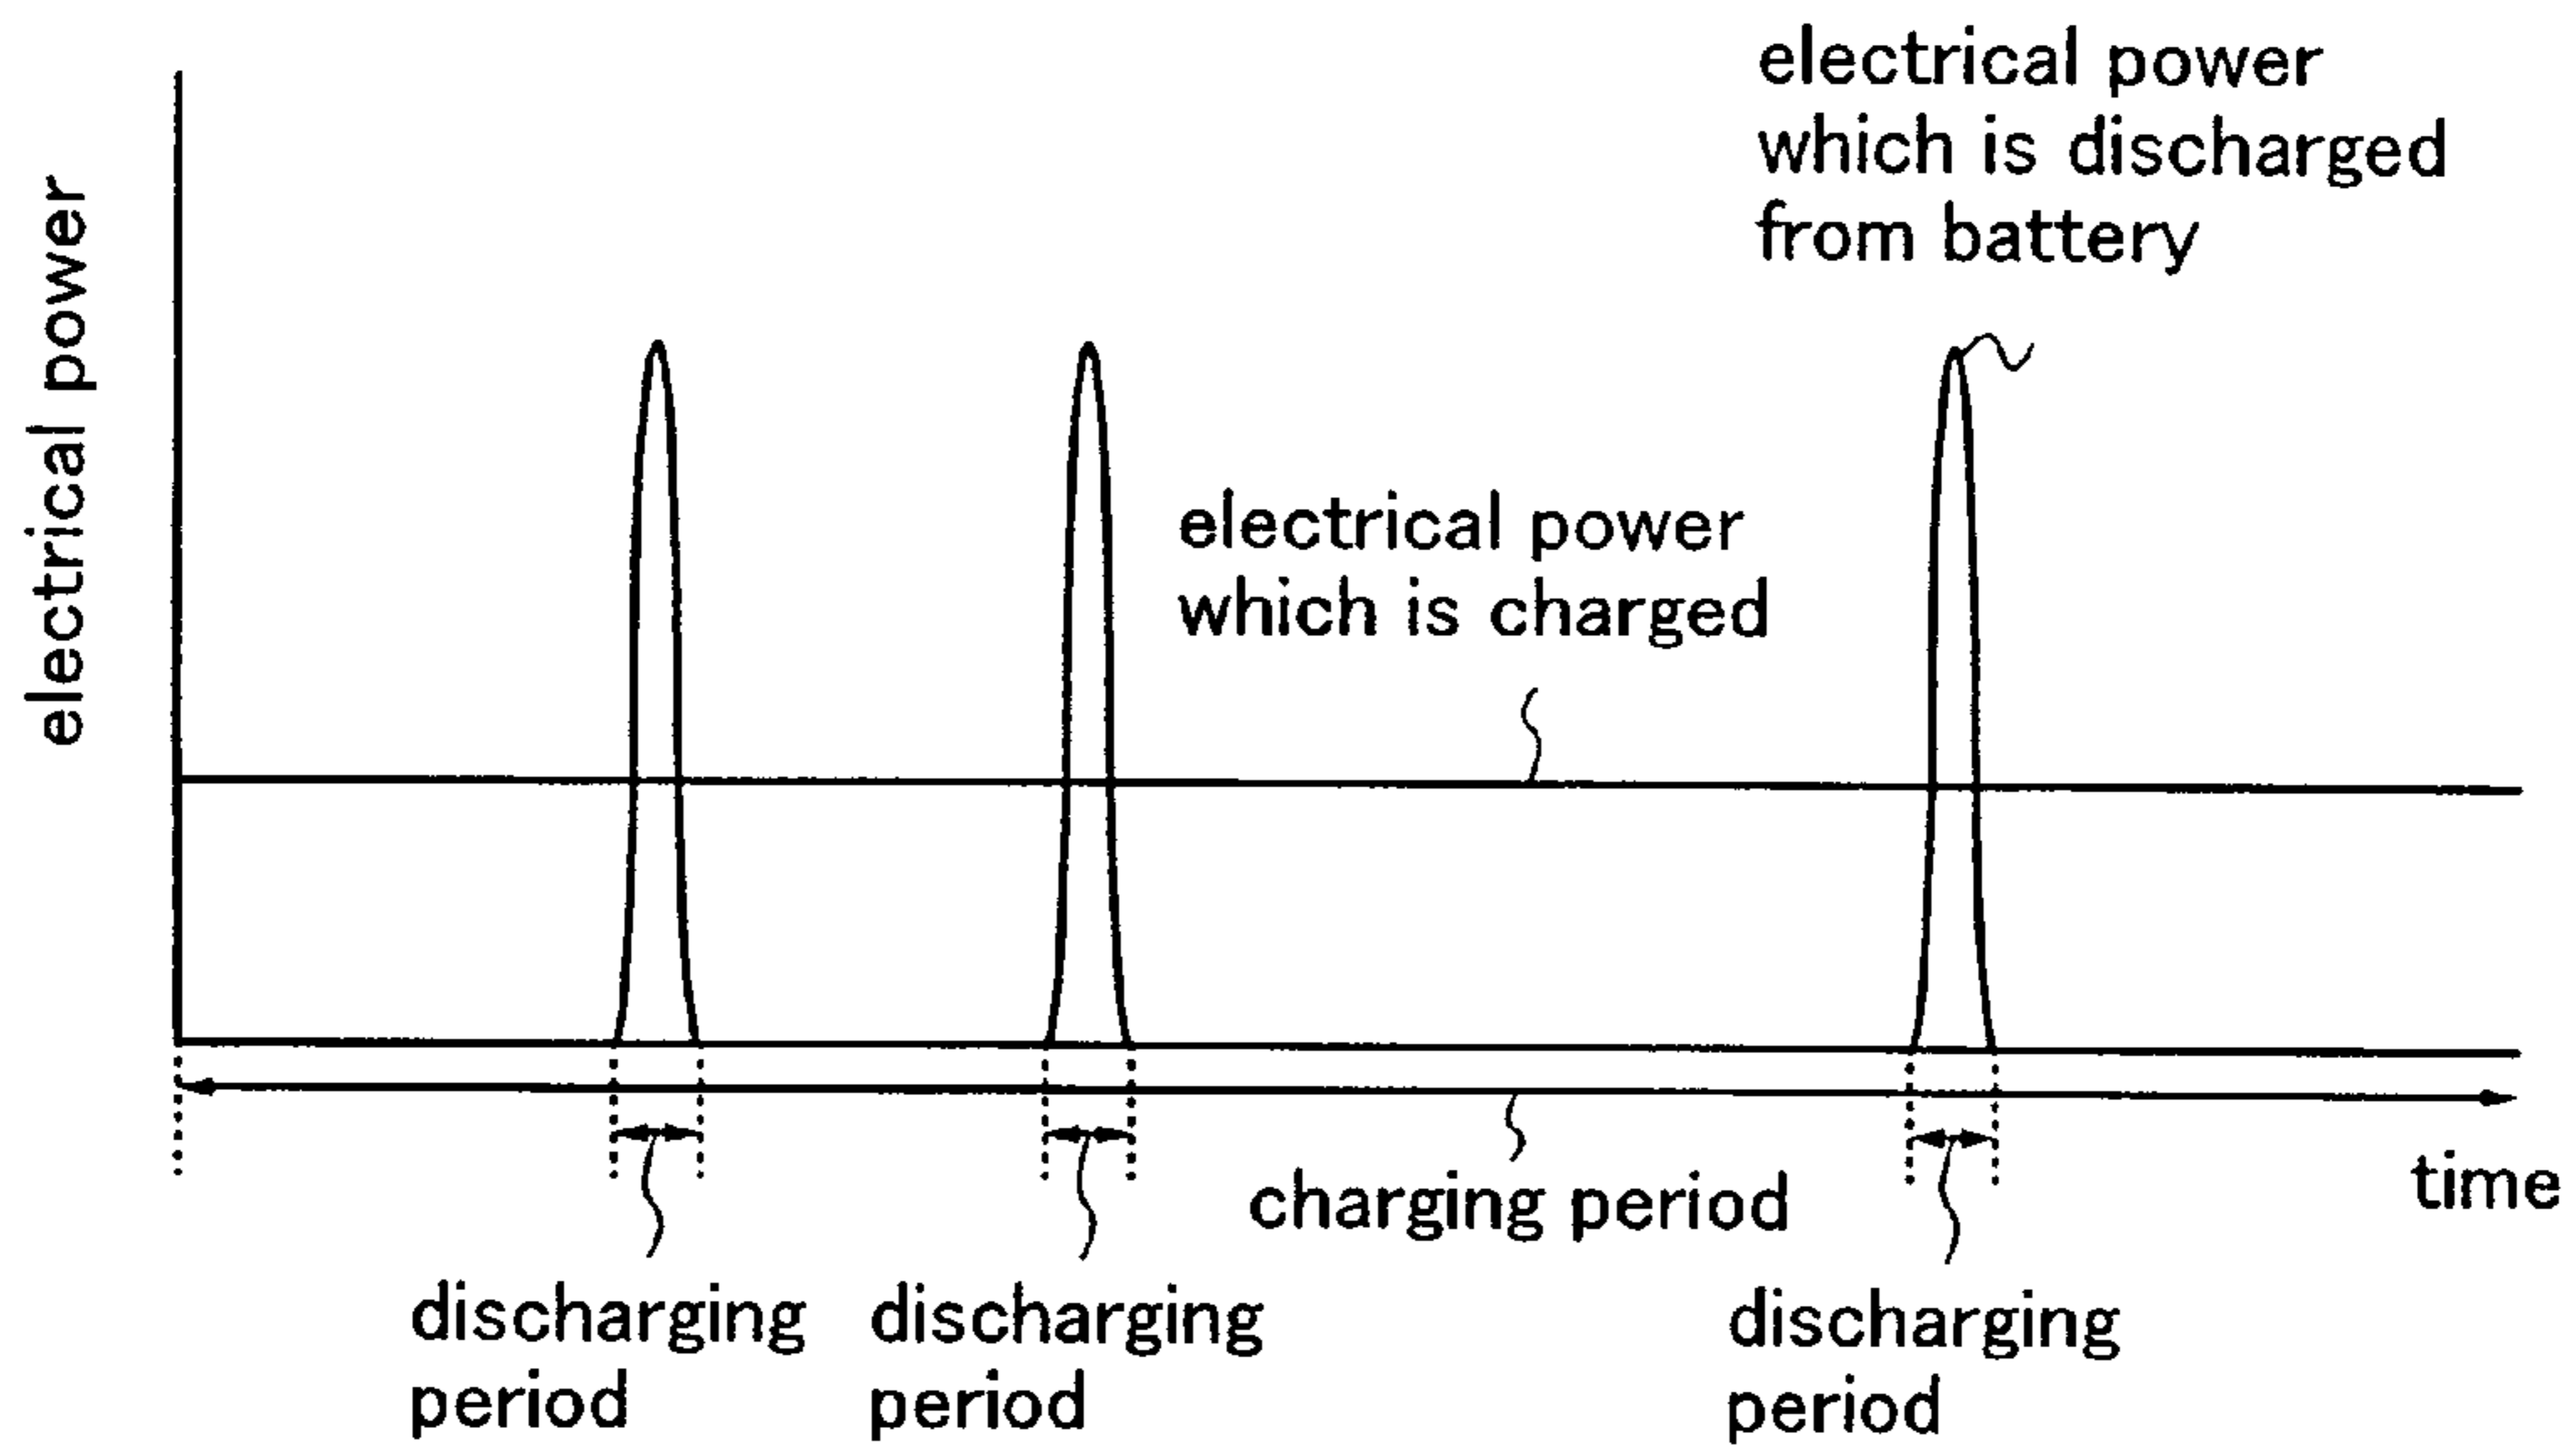 electrical power
which is discharged
from battery
electrical power
electrical power
which is charged
charging period
time
discharging
period
discharging
period
discharging
period